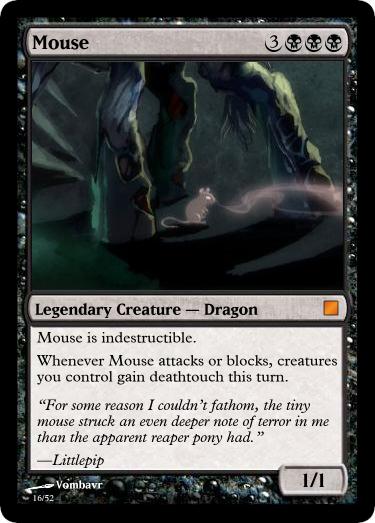 Mouse 3
Legendary Creature — Dragon
Mouse is indestructible.
Whenever Mouse attacks or blocks, creatures
you control gain deathtouch this turn.
“For some reason I couldn’t fathom, the tiny
mouse struck an even deeper note of terror in me
than the apparent reaper pony had.”
—Littlepip
1/1
Vombavr
16/52